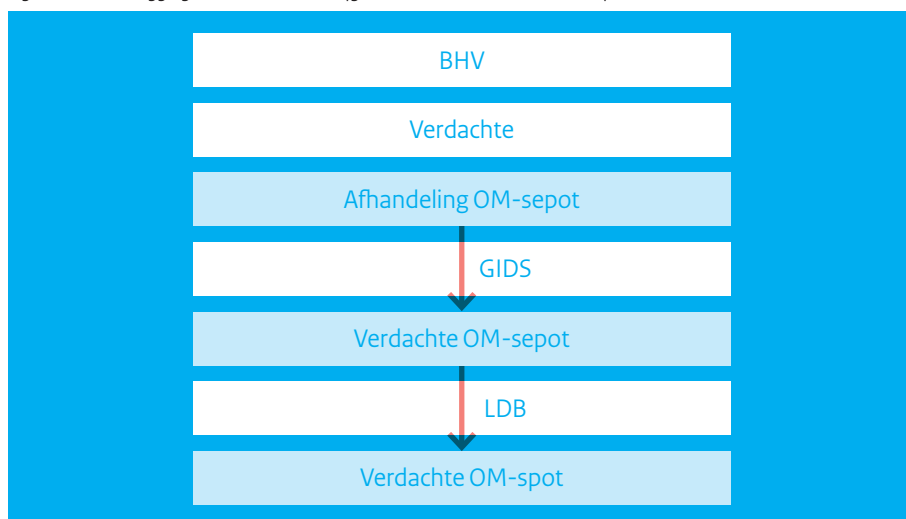 BHV
Verdachte
Afhandeling OM-sepot
GIDS
Verdachte OM-sepot
LDB
Verdachte OM-spot